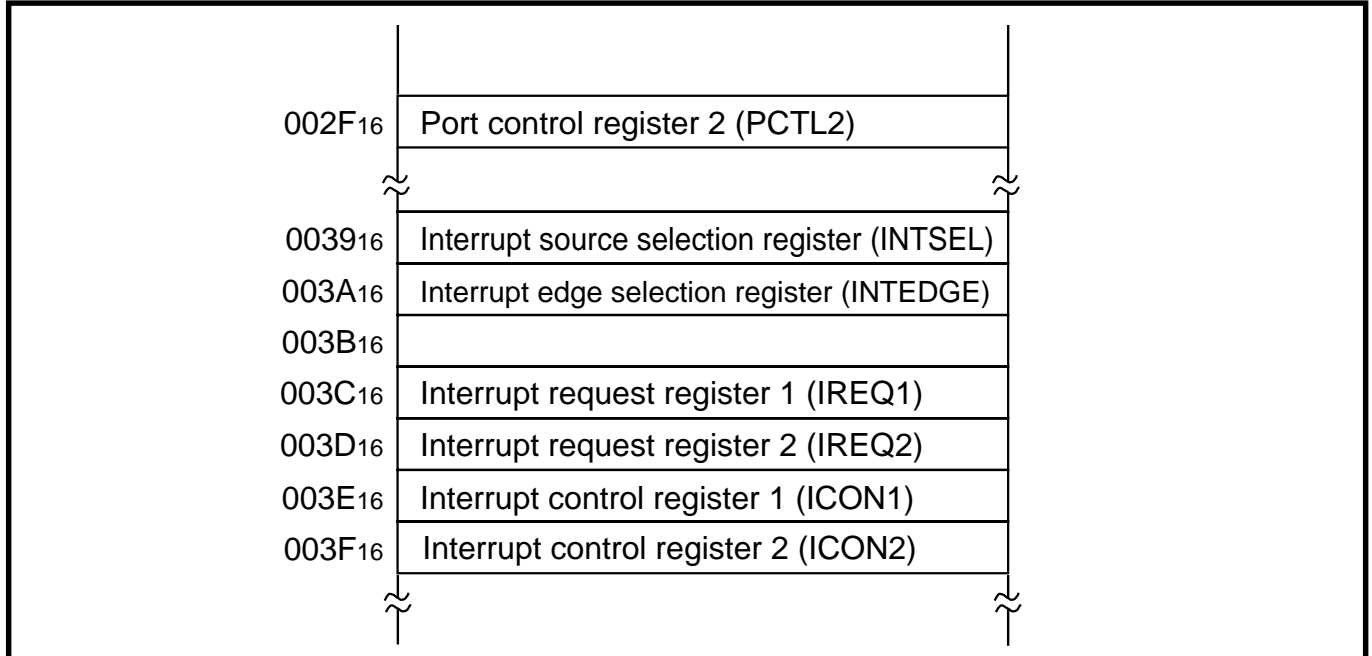 002F16 Port control register 2 (PCTL2)
003916 Interrupt source selection register (INTSEL)
003A16 Interrupt edge selection register (INTEDGE)
003B16
003C16 Interrupt request register 1 (IREQ1)
003D16 Interrupt request register 2 (IREQ2)
003E16 Interrupt control register 1 (ICON1)
003F16 Interrupt control register 2 (ICON2)